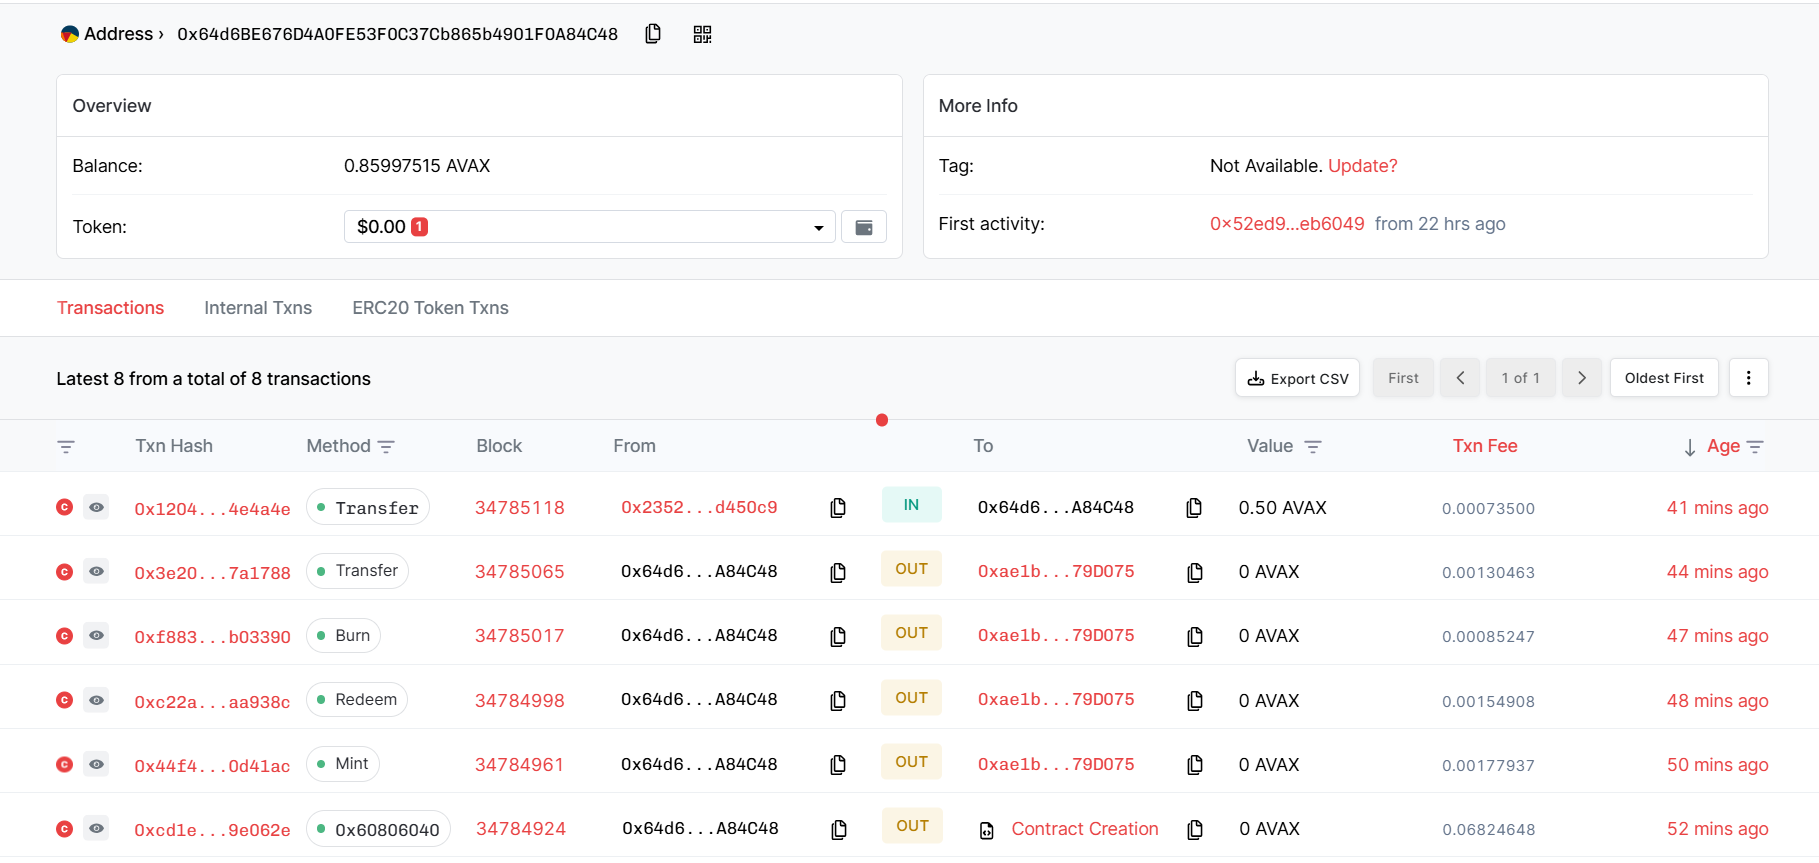 Address › 0x64d6BE676D4A0FE53F0C37Cb865b4901F0A84C48
Overview
Balance: 0.85997515 AVAX
Token: $0.00 1
More Info
Tag: Not Available. Update?
First activity: 0x52ed9...eb6049 from 22 hrs ago
Transactions Internal Txns ERC20 Token Txns
Latest 8 from a total of 8 transactions Export CSV First 1 of 1 Oldest First
Txn Hash Method Block From To Value Txn Fee Age
C 0x1204...4e4a4e Transfer 34785118 0x2352...d450c9 IN 0x64d6...A84C48 0.50 AVAX 0.00073500 41 mins ago
C 0x3e20...7a1788 Transfer 34785065 0x64d6...A84C48 OUT 0xae1b...79D075 0 AVAX 0.00130463 44 mins ago
C 0xf883...b03390 Burn 34785017 0x64d6...A84C48 OUT 0xae1b...79D075 0 AVAX 0.00085247 47 mins ago
C 0xc22a...aa938c Redeem 34784998 0x64d6...A84C48 OUT 0xae1b...79D075 0 AVAX 0.00154908 48 mins ago
C 0x44f4...0d41ac Mint 34784961 0x64d6...A84C48 OUT 0xae1b...79D075 0 AVAX 0.00177937 50 mins ago
C 0xcd1e...9e062e 0x60806040 34784924 0x64d6...A84C48 OUT Contract Creation 0 AVAX 0.06824648 52 mins ago